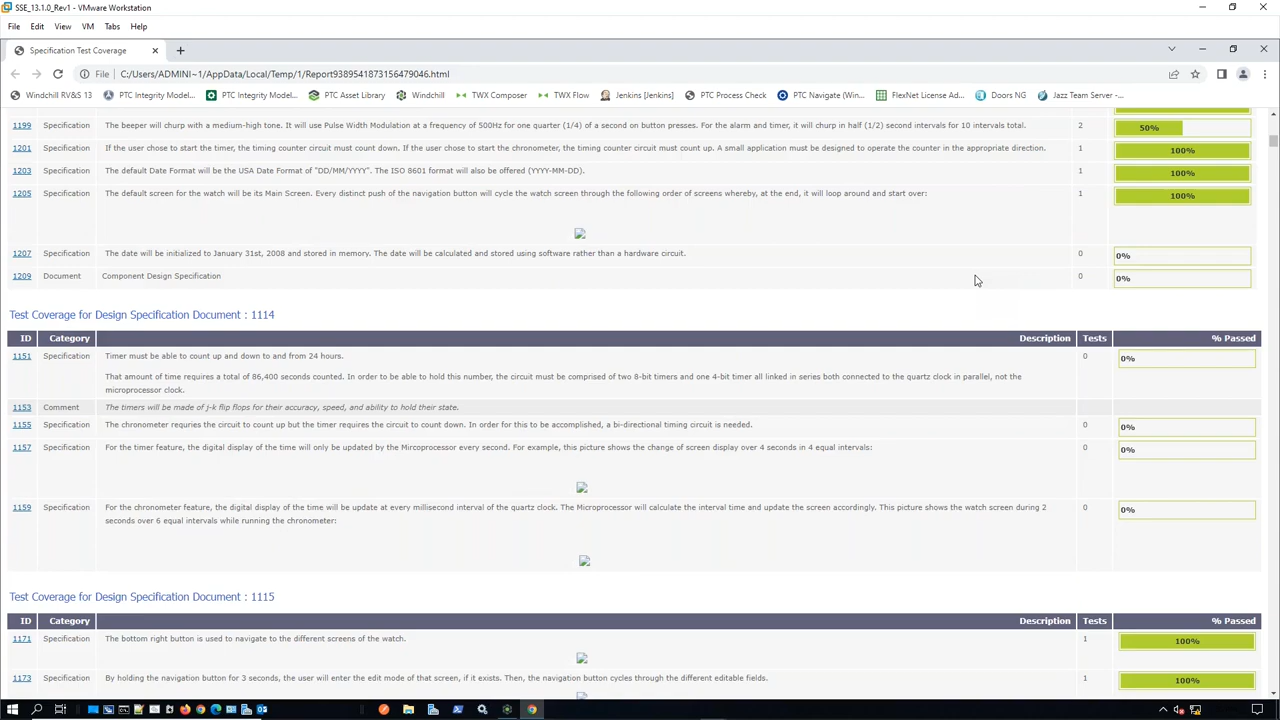 SSE_13.1.0_Rev1 - VMware Workstation
File Edit View VM Tabs Help
Specification Test Coverage
File C:/Users/ADMINI~1/AppData/Local/Temp/1/Report9389541873156479046.html
Windchill RV&S 13 PTC Integrity Model... PTC Integrity Model... PTC Asset Library Windchill TWX Composer TWX Flow Jenkins [Jenkins] PTC Process Check PTC Navigate [Win... FlexNet License Ad... Doors NG Jazz Team Server -...
1199 Specification The beeper will churp with a medium-high tone. It will use Pulse Width Modulation at a frequency of 500Hz for one quarter (1/4) of a second on button presses. For the alarm and timer, it will churp in half (1/2) second intervals for 10 intervals total. 2 50%
1201 Specification If the user chose to start the timer, the timing counter circuit must count down. If the user chose to start the chronometer, the timing counter circuit must count up. A small application must be designed to operate the counter in the appropriate direction. 1 100%
1203 Specification The default Date Format will be the USA Date Format of "DD/MM/YYYY". The ISO 8601 format will also be offered (YYYY-MM-DD). 1 100%
1205 Specification The default screen for the watch will be its Main Screen. Every distinct push of the navigation button will cycle the watch screen through the following order of screens whereby, at the end, it will loop around and start over: 1 100%
1207 Specification The date will be initialized to January 31st, 2008 and stored in memory. The date will be calculated and stored using software rather than a hardware circuit. 0 0%
1209 Document Component Design Specification 0 0%
Test Coverage for Design Specification Document : 1114
ID Category Description Tests % Passed
1151 Specification Timer must be able to count up and down to and from 24 hours. 0 0%
That amount of time requires a total of 86,400 seconds counted. In order to be able to hold this number, the circuit must be comprised of two 8-bit timers and one 4-bit timer all linked in series both connected to the quartz clock in parallel, not the
microprocessor clock.
1153 Comment The timers will be made of j-k flip flops for their accuracy, speed, and ability to hold their state.
1155 Specification The chronometer requries the circuit to count up but the timer requires the circuit to count down. In order for this to be accomplished, a bi-directional timing circuit is needed. 0 0%
1157 Specification For the timer feature, the digital display of the time will only be updated by the Mircoprocessor every second. For example, this picture shows the change of screen display over 4 seconds in 4 equal intervals: 0 0%
1159 Specification For the chronometer feature, the digital display of the time will be update at every millisecond interval of the quartz clock. The Microprocessor will calculate the interval time and update the screen accordingly. This picture shows the watch screen during 2 0 0%
seconds over 6 equal intervals while running the chronometer:
Test Coverage for Design Specification Document : 1115
ID Category Description Tests % Passed
1171 Specification The bottom right button is used to navigate to the different screens of the watch. 1 100%
1173 Specification By holding the navigation button for 3 seconds, the user will enter the edit mode of that screen, if it exists. Then, the navigation button cycles through the different editable fields. 1 100%